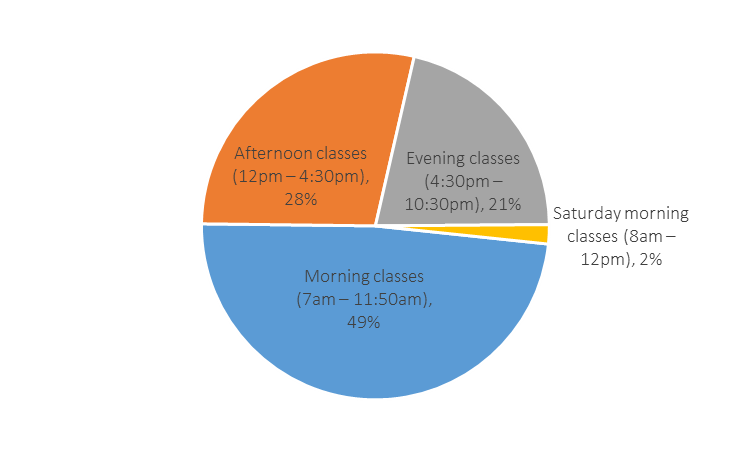 Afternoon classes
(12pm – 4:30pm),
28%
Evening classes
(4:30pm –
10:30pm), 21%
Saturday morning
classes (8am –
12pm), 2%
Morning classes
(7am – 11:50am),
49%